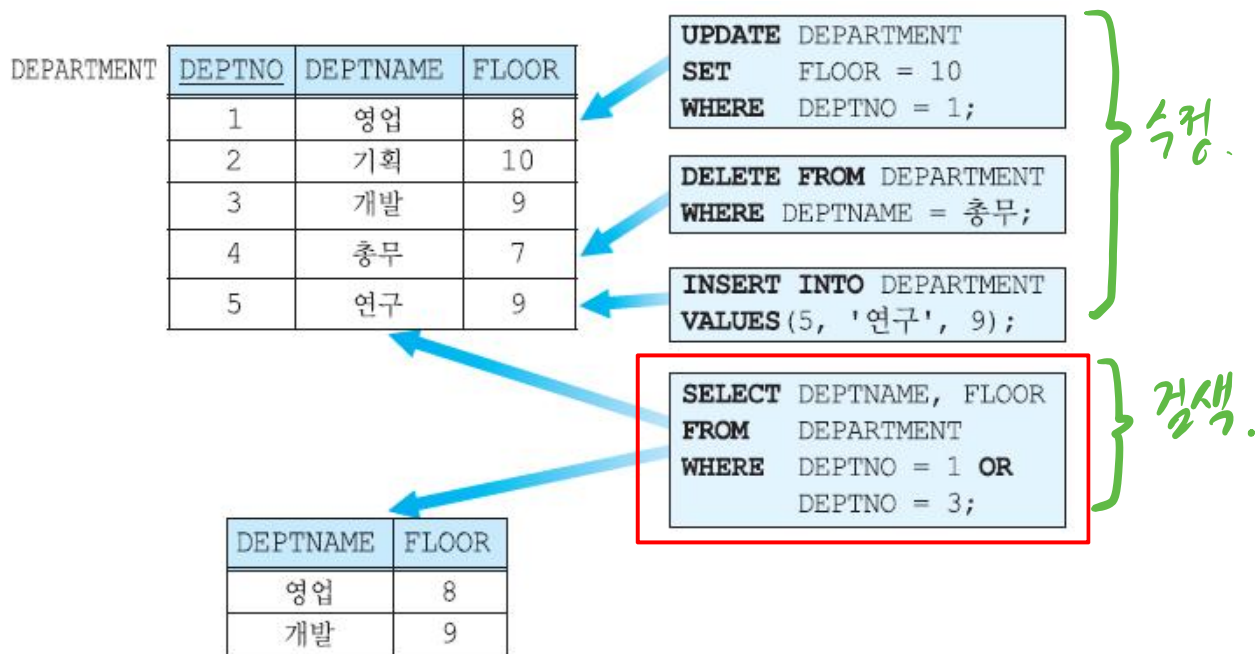 UPDATE DEPARTMENT
SET FLOOR = 10
WHERE DEPTNO = 1;
수정.
DEPARTMENT DEPTNO DEPTNAME FLOOR
1 영업 8
2 기획 10
3 개발 9
4 총무 7
5 연구 9
DELETE FROM DEPARTMENT
WHERE DEPTNAME = 총무;
INSERT INTO DEPARTMENT
VALUES(5, '연구', 9);
SELECT DEPTNAME, FLOOR
FROM DEPARTMENT
WHERE DEPTNO = 1 OR
DEPTNO = 3;
검색.
DEPTNAME FLOOR
영업 8
개발 9